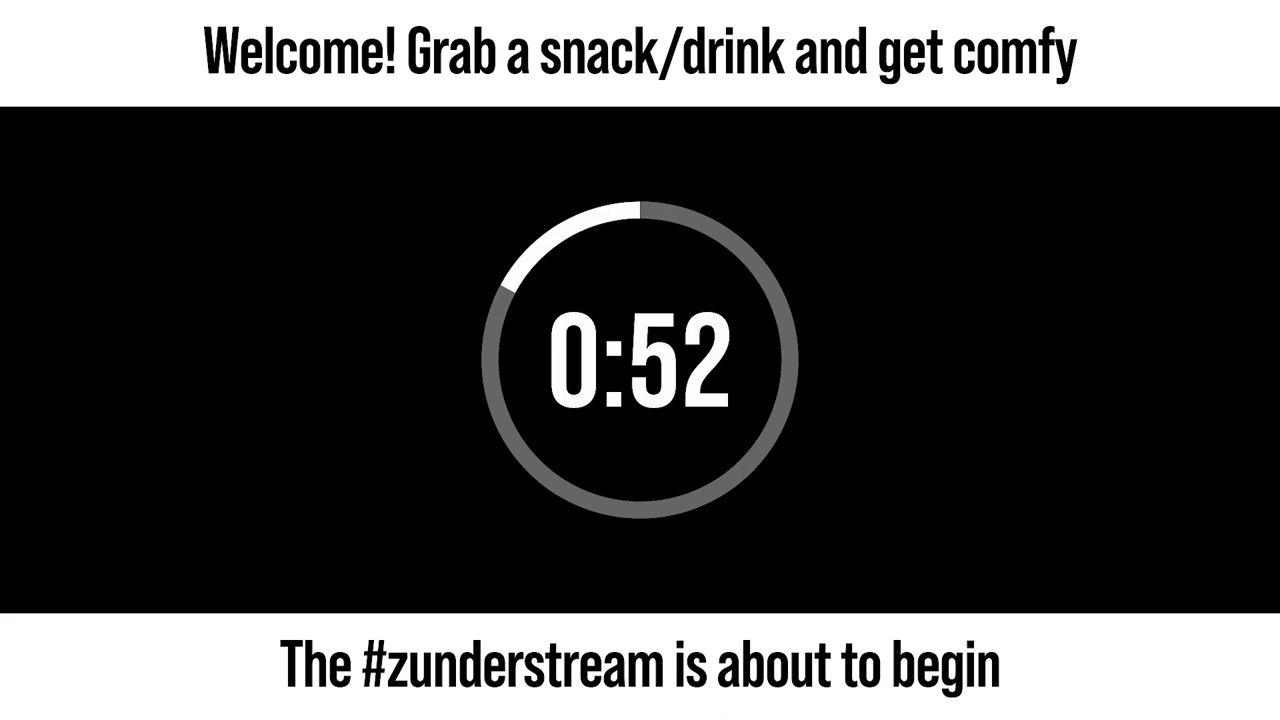 Welcome! Grab a snack/drink and get comfy
0:52
The #zunderstream is about to begin